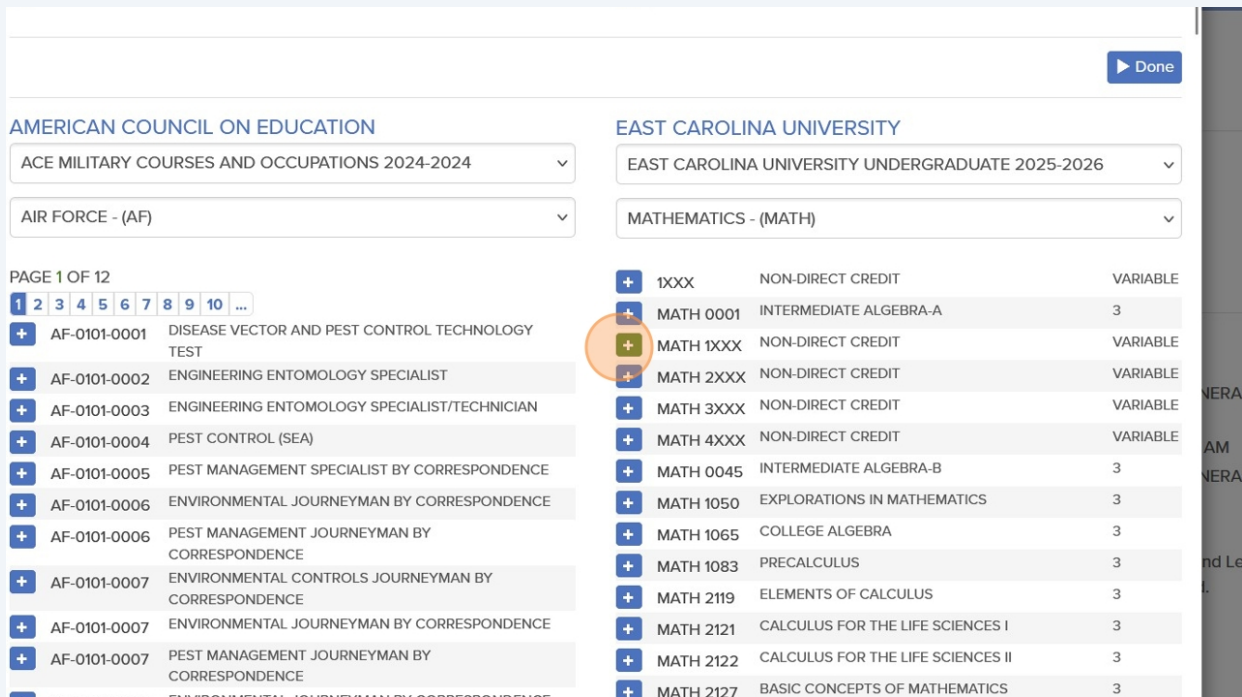 Done
AMERICAN COUNCIL ON EDUCATION
ACE MILITARY COURSES AND OCCUPATIONS 2024-2024
AIR FORCE - (AF)
PAGE 1 OF 12
1 2 3 4 5 6 7 8 9 10 ...
AF-0101-0001 DISEASE VECTOR AND PEST CONTROL TECHNOLOGY
TEST
AF-0101-0002 ENGINEERING ENTOMOLOGY SPECIALIST
AF-0101-0003 ENGINEERING ENTOMOLOGY SPECIALIST/TECHNICIAN
AF-0101-0004 PEST CONTROL (SEA)
AF-0101-0005 PEST MANAGEMENT SPECIALIST BY CORRESPONDENCE
AF-0101-0006 ENVIRONMENTAL JOURNEYMAN BY CORRESPONDENCE
AF-0101-0006 PEST MANAGEMENT JOURNEYMAN BY
CORRESPONDENCE
AF-0101-0007 ENVIRONMENTAL CONTROLS JOURNEYMAN BY
CORRESPONDENCE
AF-0101-0007 ENVIRONMENTAL JOURNEYMAN BY CORRESPONDENCE
AF-0101-0007 PEST MANAGEMENT JOURNEYMAN BY
CORRESPONDENCE
ENVIRONMENTAL JOURNEYMAN BY CORRESPONDENCE
EAST CAROLINA UNIVERSITY
EAST CAROLINA UNIVERSITY UNDERGRADUATE 2025-2026
MATHEMATICS - (MATH)
1XXX NON-DIRECT CREDIT VARIABLE
MATH 0001 INTERMEDIATE ALGEBRA-A 3
MATH 1XXX NON-DIRECT CREDIT VARIABLE
MATH 2XXX NON-DIRECT CREDIT VARIABLE
MATH 3XXX NON-DIRECT CREDIT VARIABLE
MATH 4XXX NON-DIRECT CREDIT VARIABLE
MATH 0045 INTERMEDIATE ALGEBRA-B 3
MATH 1050 EXPLORATIONS IN MATHEMATICS 3
MATH 1065 COLLEGE ALGEBRA 3
MATH 1083 PRECALCULUS 3
MATH 2119 ELEMENTS OF CALCULUS 3
MATH 2121 CALCULUS FOR THE LIFE SCIENCES I 3
MATH 2122 CALCULUS FOR THE LIFE SCIENCES II 3
MATH 2127 BASIC CONCEPTS OF MATHEMATICS 3
NERA
AM
NERA
nd Le